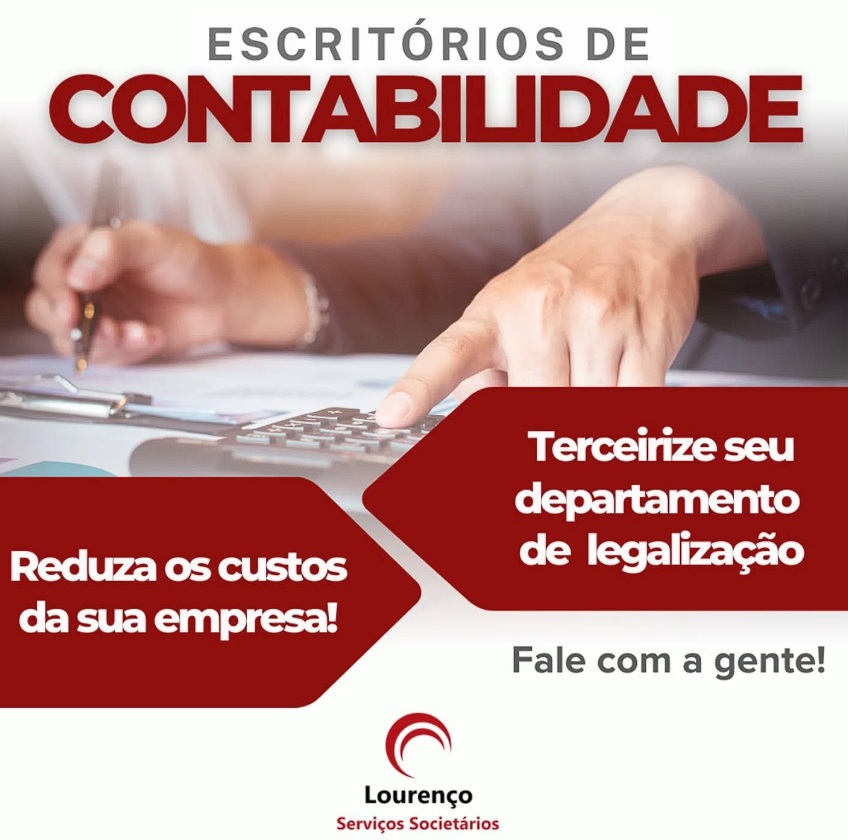 ESCRITÓRIOS DE
CONTABILIDADE
Terceirize seu
departamento
de legalização
Reduza os custos
da sua empresa!
Fale com a gente!
Lourenço
Serviços Societários